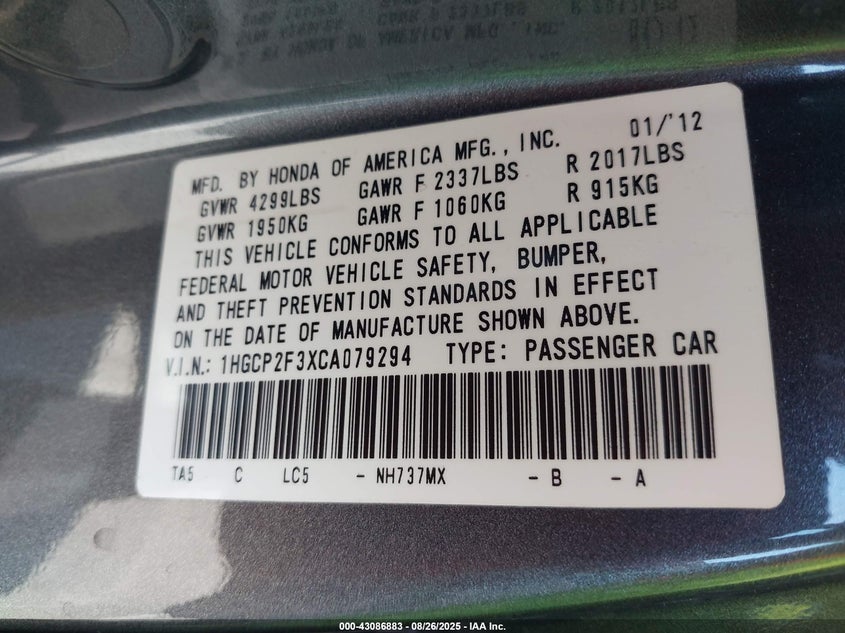 MFD. BY HONDA OF AMERICA MFG., INC. 01/'12
GVWR 4299LBS GAWR F 2337LBS R 2017LBS
GVWR 1950KG GAWR F 1060KG R 915KG
THIS VEHICLE CONFORMS TO ALL APPLICABLE
FEDERAL MOTOR VEHICLE SAFETY, BUMPER,
AND THEFT PREVENTION STANDARDS IN EFFECT
ON THE DATE OF MANUFACTURE SHOWN ABOVE.
V.I.N.: 1HGCP2F3XCA079294 TYPE: PASSENGER CAR
TA5 C LC5 - NH737MX - B - A
000-43086883 - 08/26/2025 - IAA Inc.